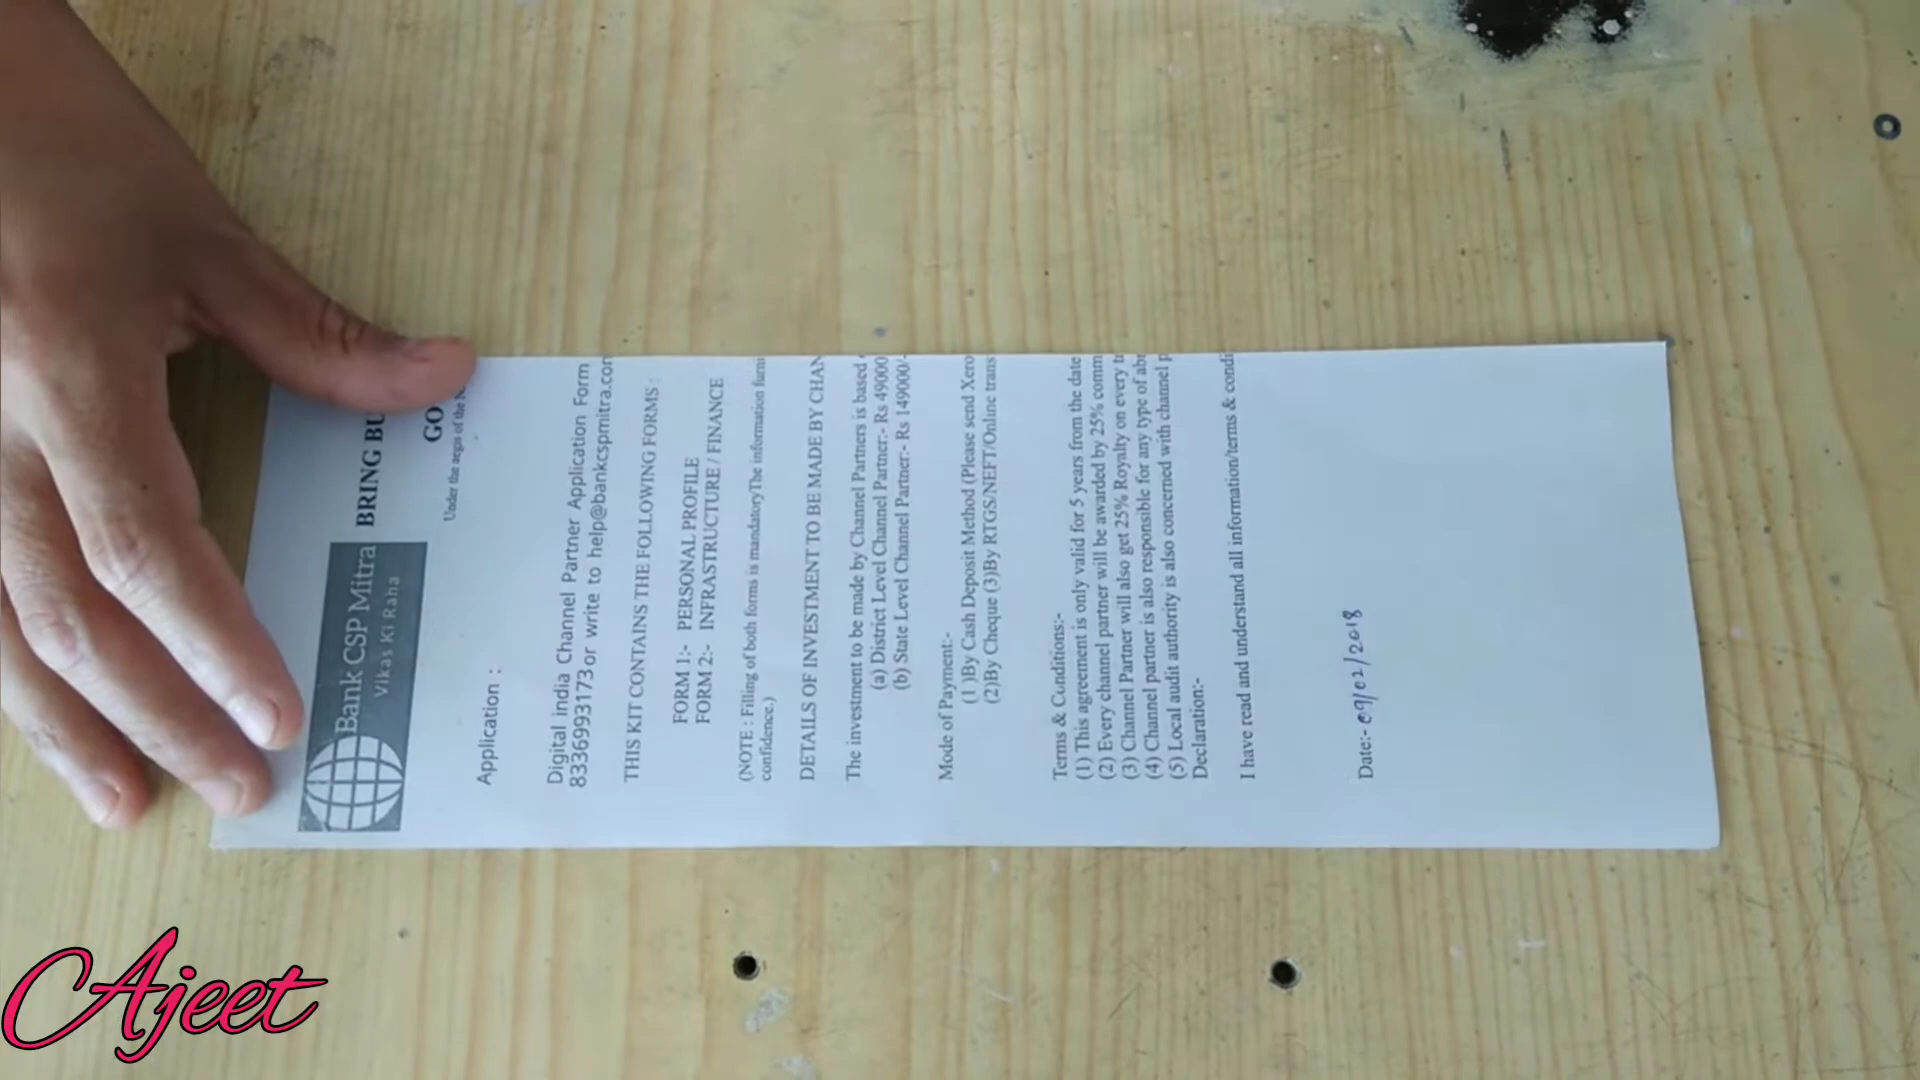 Bank CSP Mitra
Vikas Ki Raha
BRING BU
GO
Under the aegis of the
Application :
Digital india Channel Partner Application Form
8336993173or write to help@bankcspmitra.com
THIS KIT CONTAINS THE FOLLOWING FORMS :
FORM 1:- PERSONAL PROFILE
FORM 2:- INFRASTRUCTURE / FINANCE
(NOTE : Filling of both forms is mandatoryThe information furni
confidence.)
DETAILS OF INVESTMENT TO BE MADE BY CHAN
The investment to be made by Channel Partners is based
(a) District Level Channel Partner:- Rs 49000
(b) State Level Channel Partner:- Rs 149000/-
Mode of Payment:-
(1 )By Cash Deposit Method (Please send Xero
(2)By Cheque (3)By RTGS/NEFT/Online trans
Terms & Conditions:-
(1) This agreement is only valid for 5 years from the date
(2) Every channel partner will be awarded by 25% comm
(3) Channel Partner will also get 25% Royalty on every tr
(4) Channel partner is also responsible for any type of abr
(5) Local audit authority is also concerned with channel p
Declaration:-
I have read and understand all information/terms & condi
Date:- 09/02/2018
Ajeet